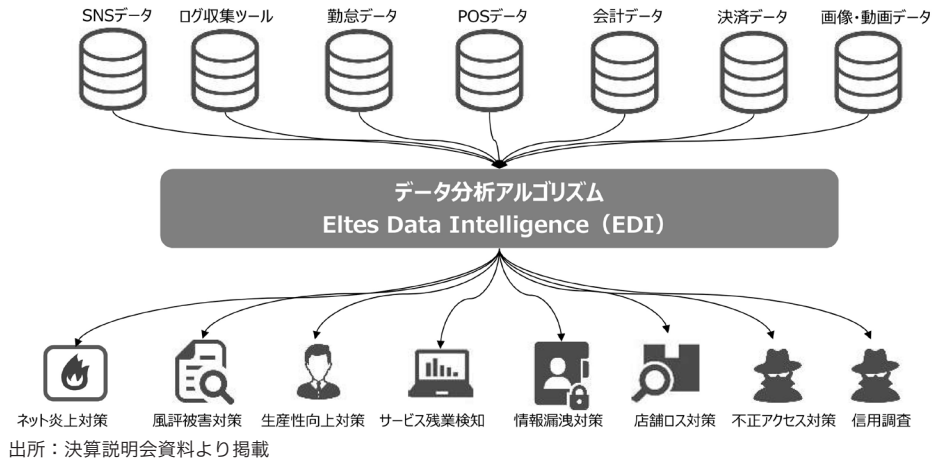 SNSデータ
ログ収集ツール
勤怠データ
POSデータ
会計データ
決済データ
画像・動画データ
データ分析アルゴリズム
Eltes Data Intelligence（EDI）
ネット炎上対策
風評被害対策
生産性向上対策
サービス残業検知
情報漏洩対策
店舗ロス対策
不正アクセス対策
信用調査
出所：決算説明会資料より掲載